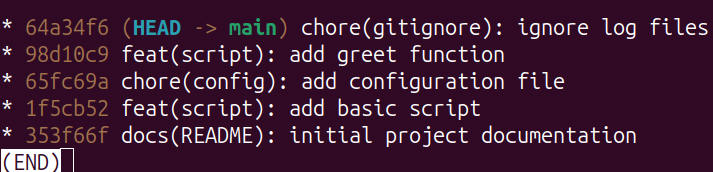 * 64a34f6 (HEAD -> main) chore(gitignore): ignore log files
* 98d10c9 feat(script): add greet function
* 65fc69a chore(config): add configuration file
* 1f5cb52 feat(script): add basic script
* 353f66f docs(README): initial project documentation
(END)